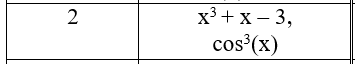 2 x³ + x – 3,
cos³(x)